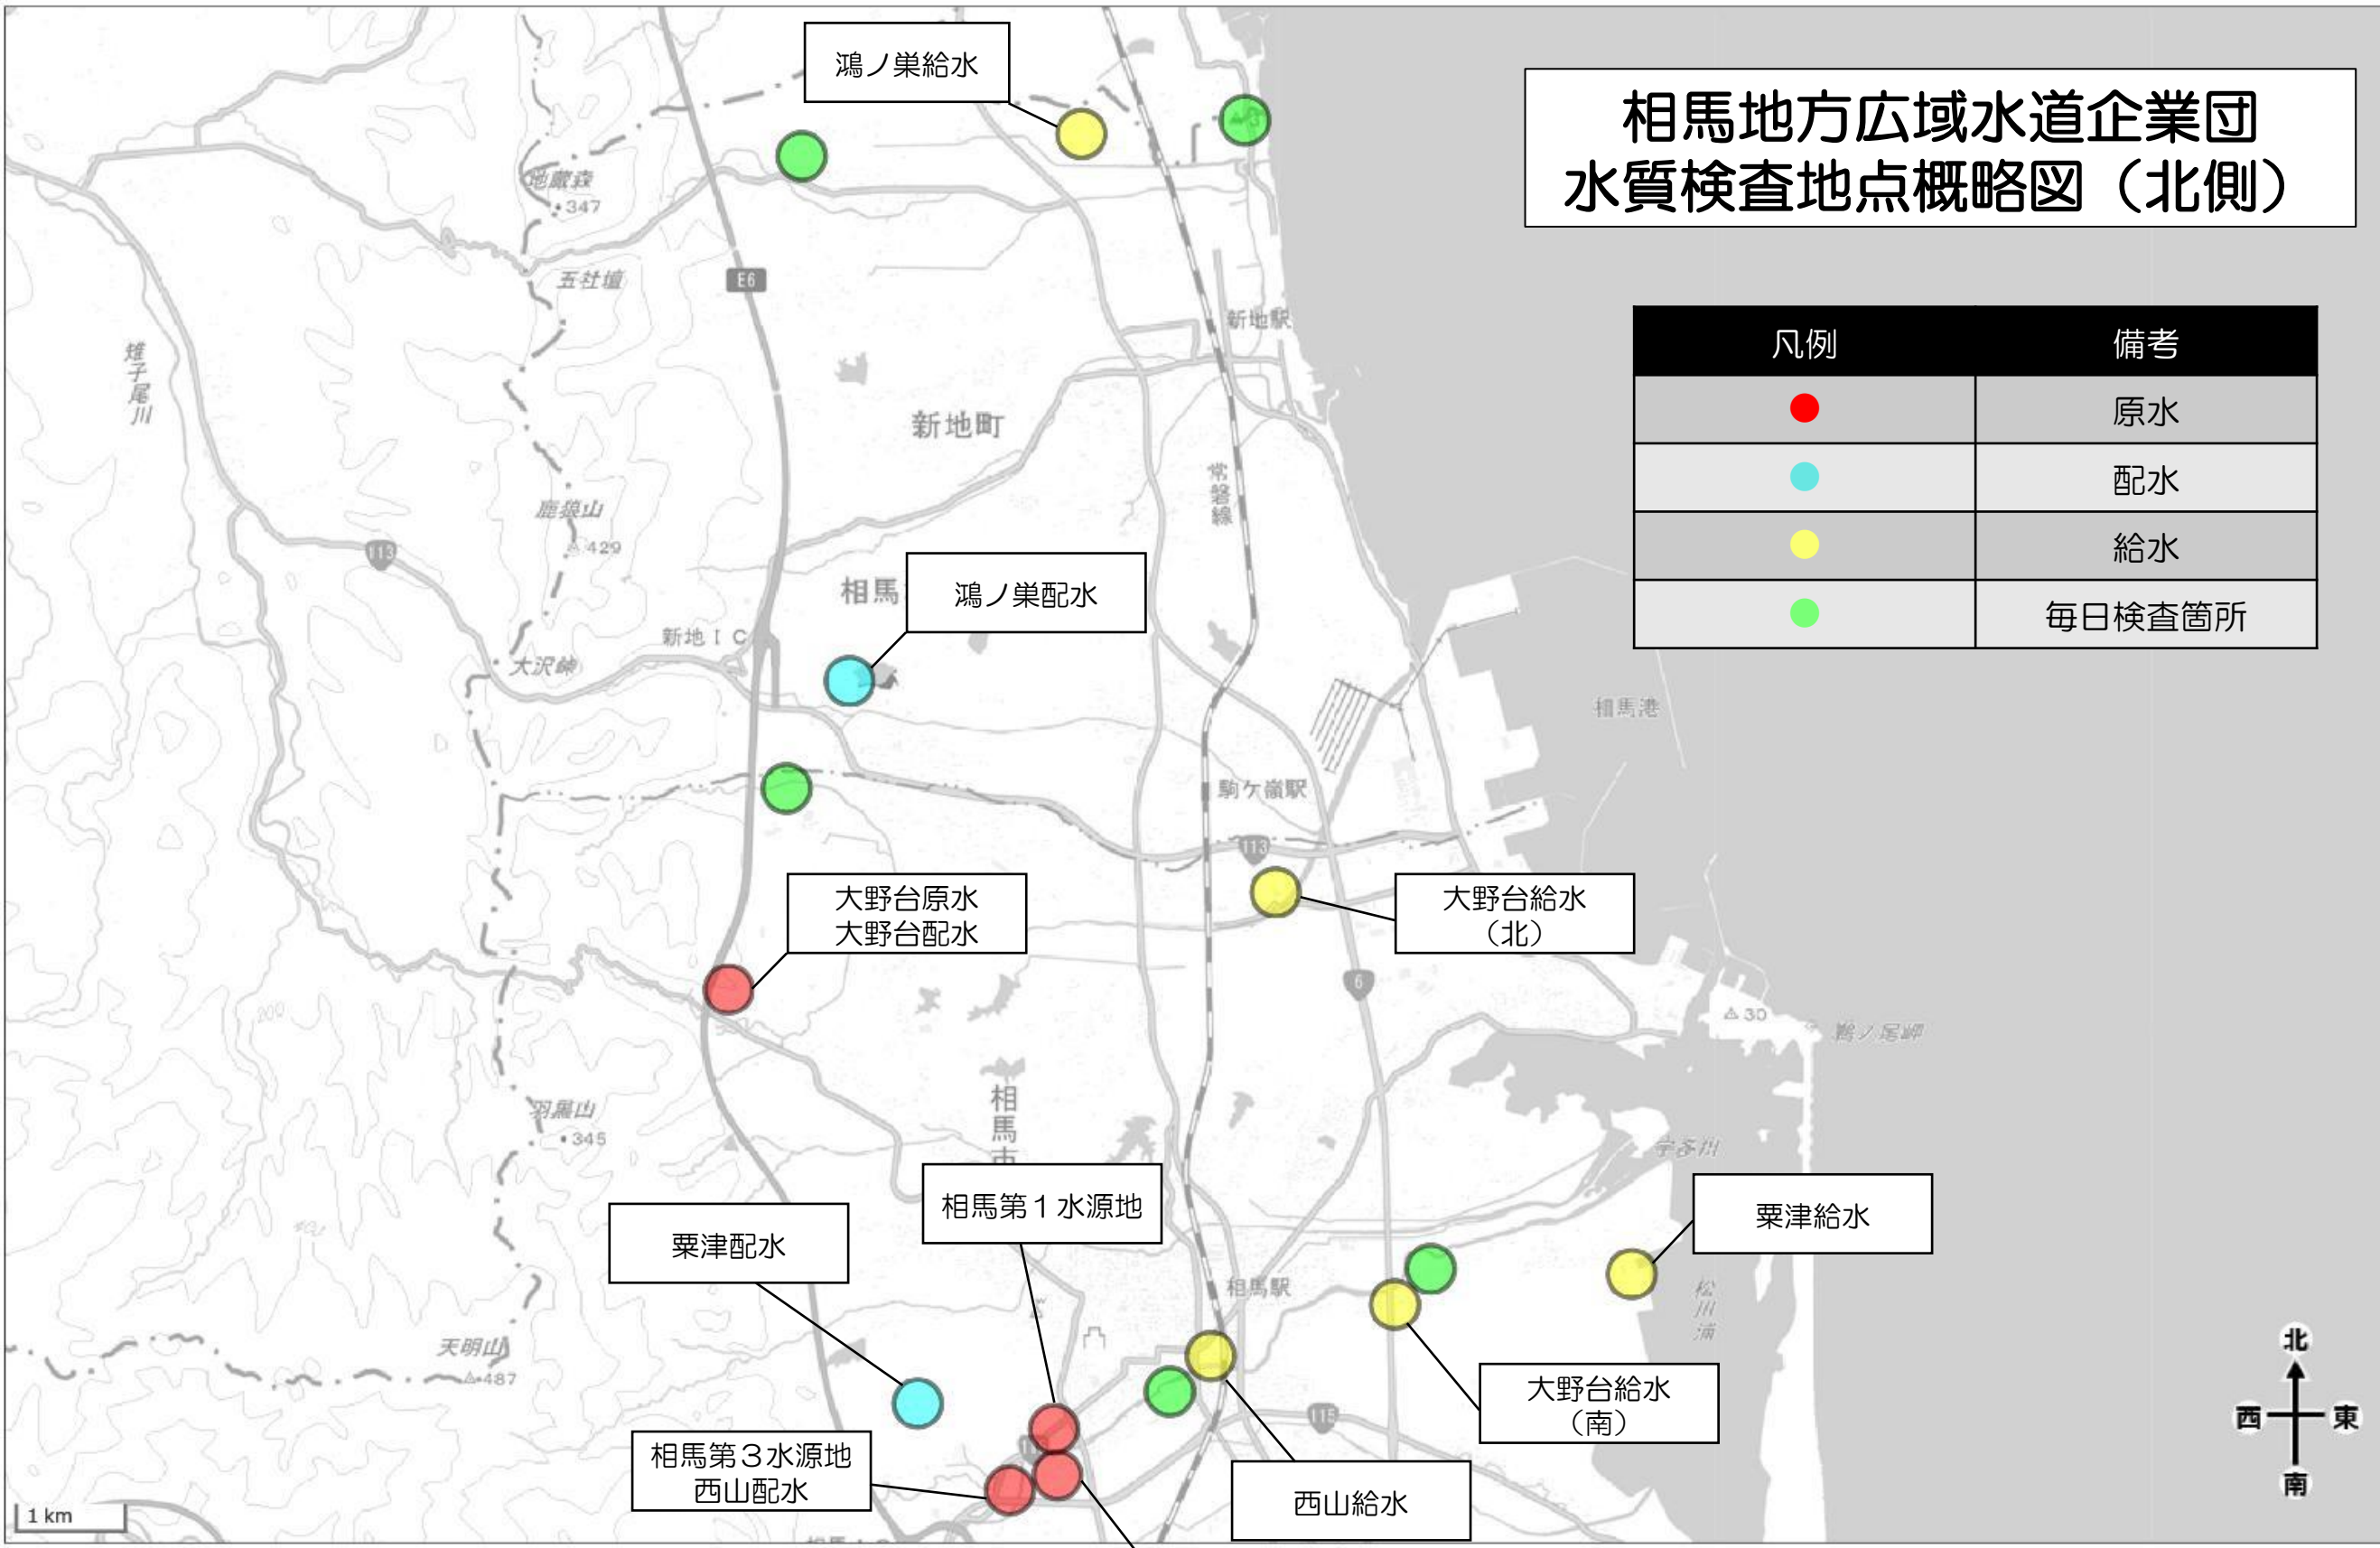 鴻ノ巣給水
相馬地方広域水道企業団
水質検査地点概略図（北側）
地蔵森
347
五社壇
E6
新地駅
凡例 備考
原水
配水
給水
毎日検査箇所
雉子尾川
新地町
常磐線
鹿狼山
429
113
鴻ノ巣配水
相馬
新地IC
大沢峠
相馬港
駒ケ嶺駅
113
大野台原水
大野台配水
大野台給水
（北）
6
200
30
鵜ノ尾岬
羽黒山
345
相馬市
宇多川
相馬第１水源地
粟津給水
粟津配水
相馬駅
松川浦
天明山
487
大野台給水
（南）
115
相馬第３水源地
西山配水
西山給水
北
西 東
南
1 km